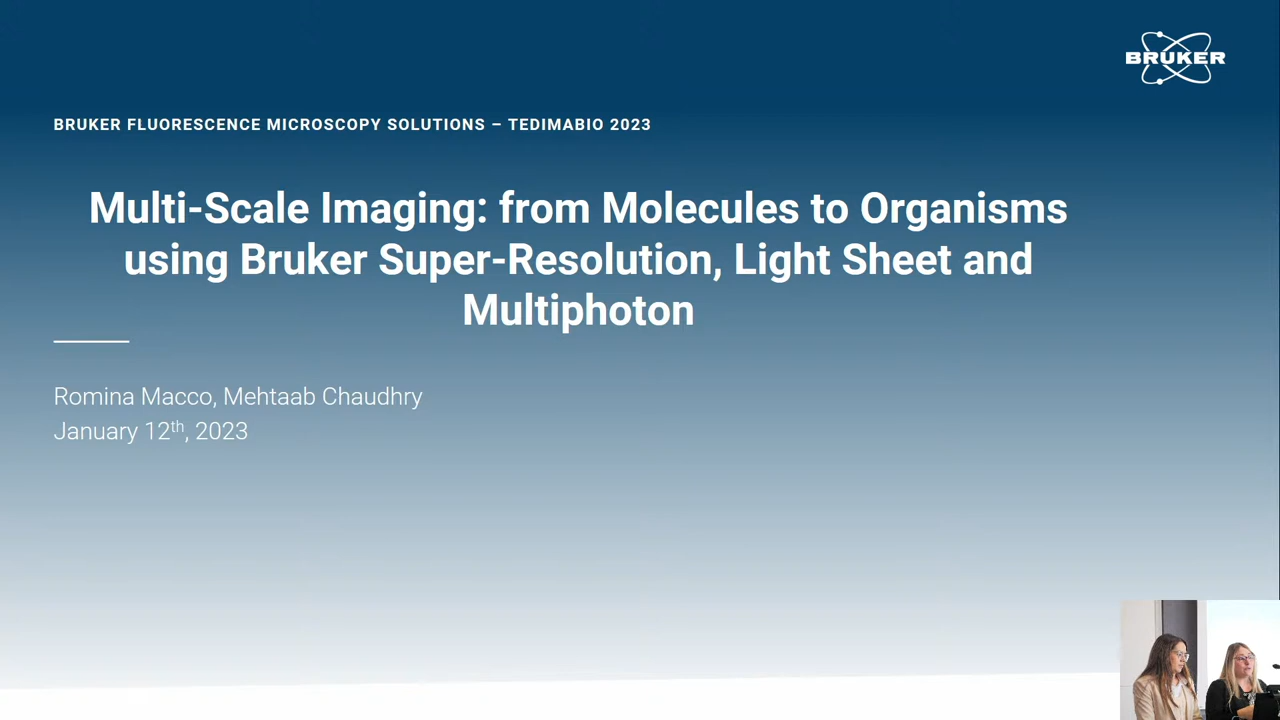 BRUKER
BRUKER FLUORESCENCE MICROSCOPY SOLUTIONS – TEDIMABIO 2023
Multi-Scale Imaging: from Molecules to Organisms
using Bruker Super-Resolution, Light Sheet and
Multiphoton
Romina Macco, Mehtaab Chaudhry
January 12th, 2023